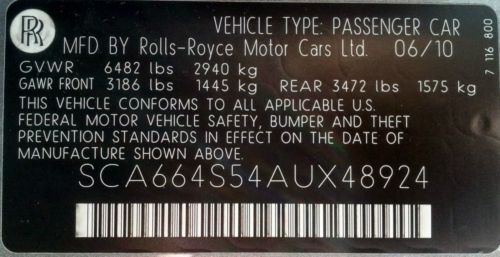 RR
VEHICLE TYPE: PASSENGER CAR
MFD BY Rolls-Royce Motor Cars Ltd. 06/10
GVWR 6482 lbs 2940 kg
GAWR FRONT 3186 lbs 1445 kg REAR 3472 lbs 1575 kg
THIS VEHICLE CONFORMS TO ALL APPLICABLE U.S.
FEDERAL MOTOR VEHICLE SAFETY, BUMPER AND THEFT
PREVENTION STANDARDS IN EFFECT ON THE DATE OF
MANUFACTURE SHOWN ABOVE.
SCA664S54AUX48924
7 116 800